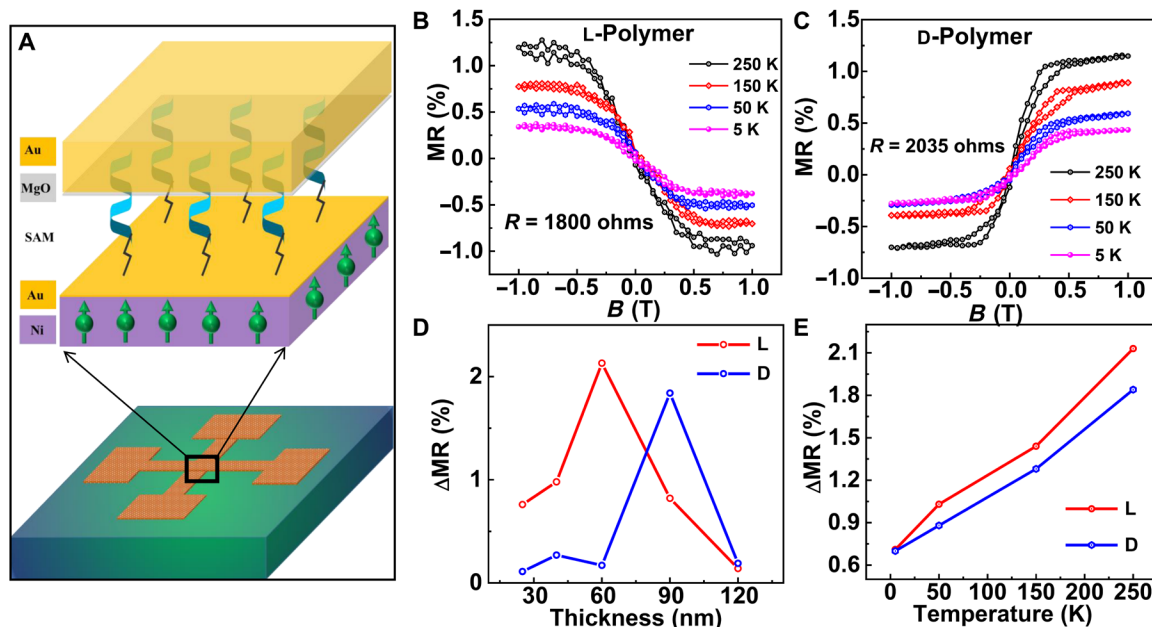 A
Au
MgO
SAM
Au
Ni
B
L-Polymer
1.5
1.0
0.5
0.0
−0.5
−1.0
MR (%)
250 K
150 K
50 K
5 K
R = 1800 ohms
−1.0 −0.5 0.0 0.5 1.0
B (T)
C
D-Polymer
1.5
1.0
0.5
0.0
−0.5
−1.0
MR (%)
R = 2035 ohms
250 K
150 K
50 K
5 K
−1.0 −0.5 0.0 0.5 1.0
B (T)
D
L
D
2
1
0
ΔMR (%)
30 60 90 120
Thickness (nm)
E
2.1
1.8
1.5
1.2
0.9
0.6
ΔMR (%)
L
D
0 50 100 150 200 250
Temperature (K)